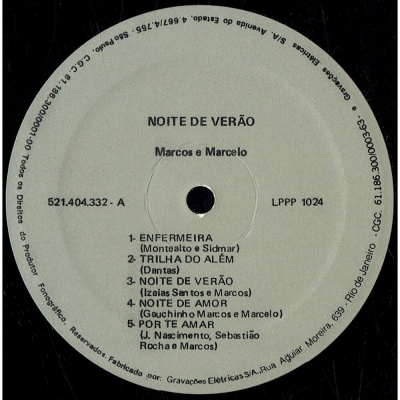 NOITE DE VERÃO
Marcos e Marcelo
521.404.332 - A
LPPP 1024
1- ENFERMEIRA
(Montealto e Sidmar)
2- TRILHA DO ALÉM
(Dantas)
3- NOITE DE VERÃO
(Izaias Santos e Marcos)
4- NOITE DE AMOR
(Gauchinho Marcos e Marcelo)
5- POR TE AMAR
(J. Nascimento, Sebastião
Rocha e Marcos)
Todos os Direitos do Produtor Fonográfico. Reservados. Fabricado por: Gravações Elétricas S/A., Rua Aguiar Moreira, 639 - Rio de Janeiro - CGC. 61.186.300/0003-63 - e Gravações Elétricas S/A. Avenida do Estado, 4.667/4.755- São Paulo. C.G.C. 61.186.300/0001-00